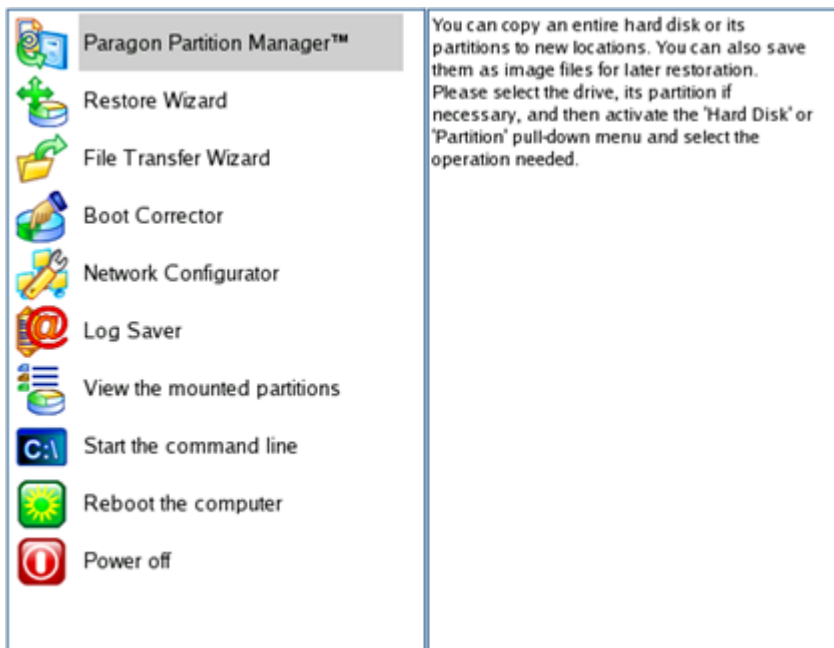 Paragon Partition Manager™
Restore Wizard
File Transfer Wizard
Boot Corrector
Network Configurator
Log Saver
View the mounted partitions
C:\
Start the command line
Reboot the computer
Power off
You can copy an entire hard disk or its
partitions to new locations. You can also save
them as image files for later restoration.
Please select the drive, its partition if
necessary, and then activate the 'Hard Disk' or
'Partition' pull-down menu and select the
operation needed.